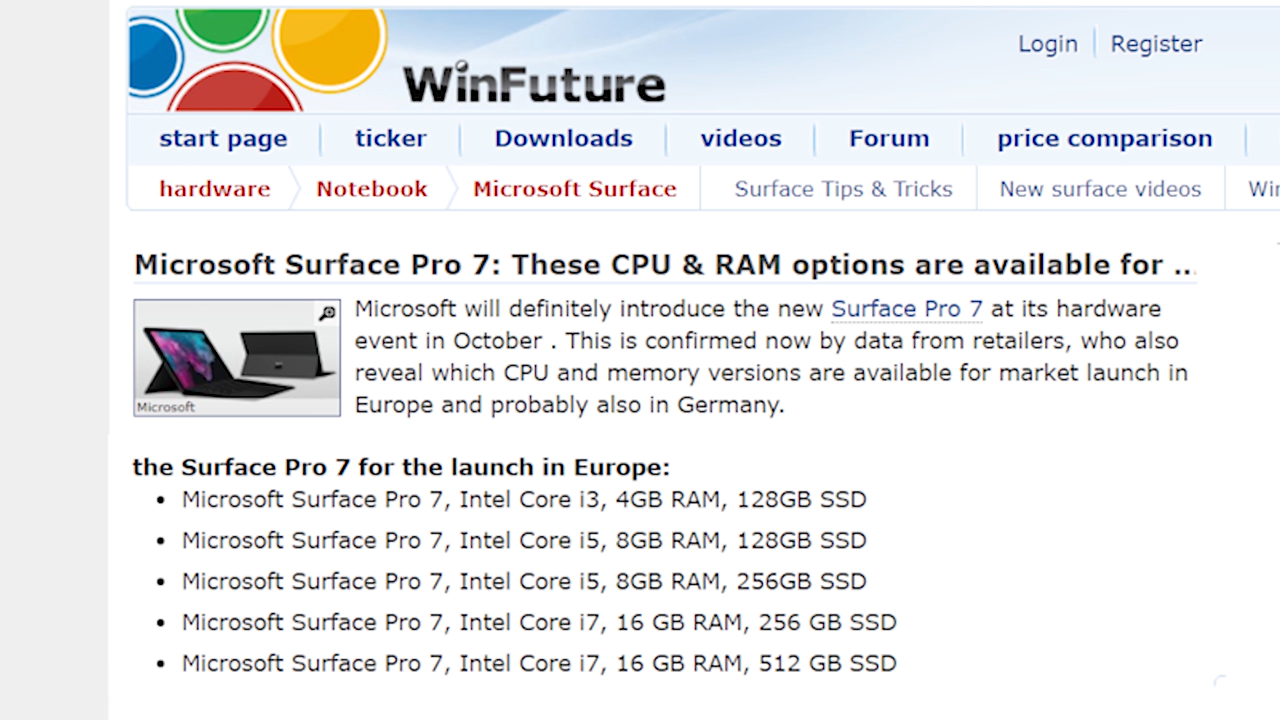 Login Register
WinFuture
start page ticker Downloads videos Forum price comparison
hardware Notebook Microsoft Surface Surface Tips & Tricks New surface videos
Microsoft Surface Pro 7: These CPU & RAM options are available for ..
Microsoft will definitely introduce the new Surface Pro 7 at its hardware
event in October . This is confirmed now by data from retailers, who also
reveal which CPU and memory versions are available for market launch in
Europe and probably also in Germany.
Microsoft
the Surface Pro 7 for the launch in Europe:
• Microsoft Surface Pro 7, Intel Core i3, 4GB RAM, 128GB SSD
• Microsoft Surface Pro 7, Intel Core i5, 8GB RAM, 128GB SSD
• Microsoft Surface Pro 7, Intel Core i5, 8GB RAM, 256GB SSD
• Microsoft Surface Pro 7, Intel Core i7, 16 GB RAM, 256 GB SSD
• Microsoft Surface Pro 7, Intel Core i7, 16 GB RAM, 512 GB SSD